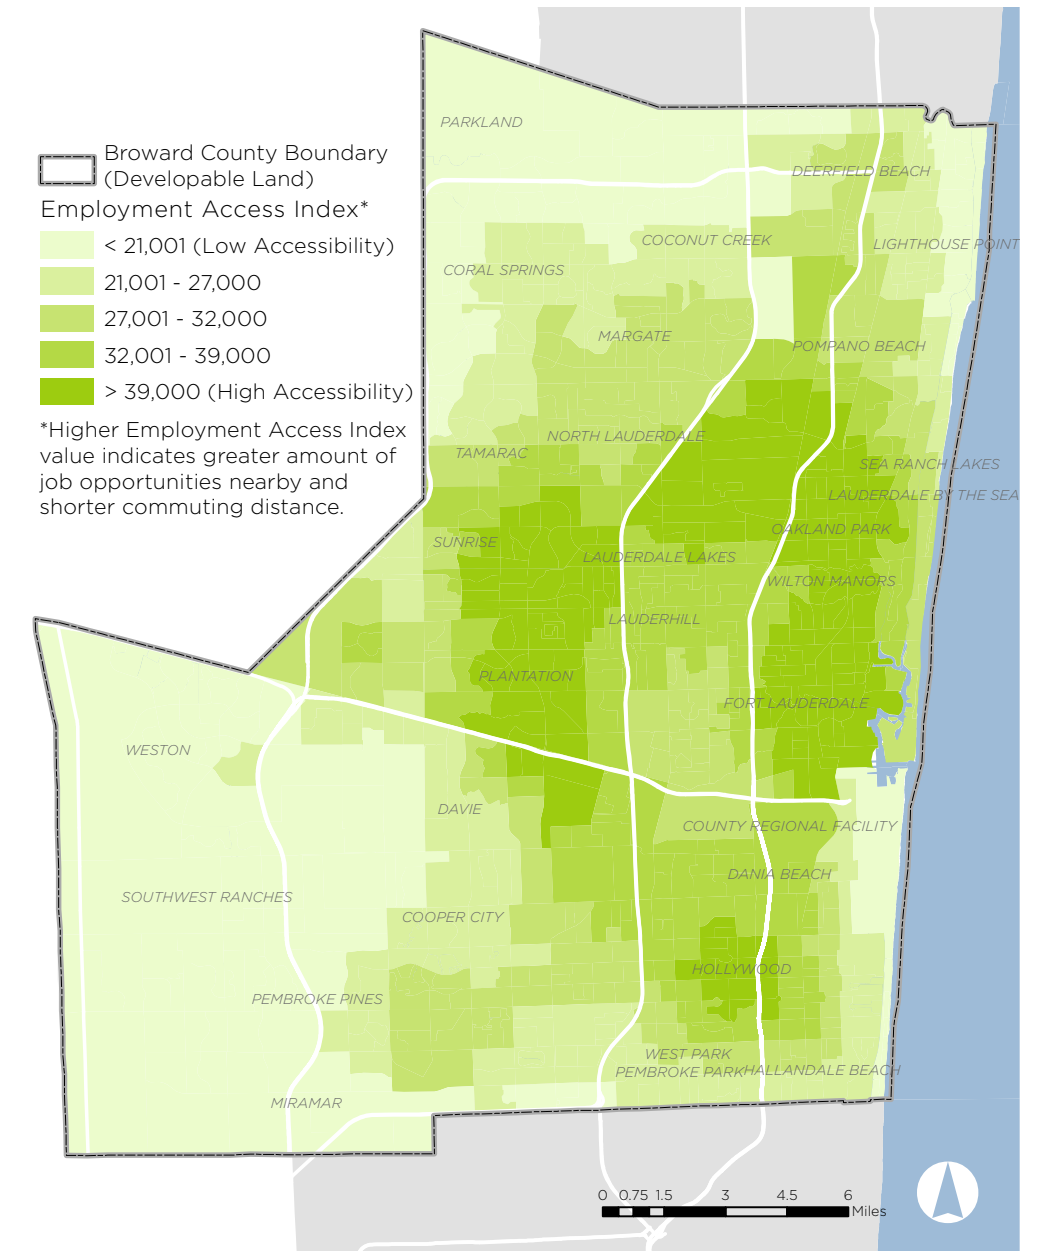 PARKLAND
Broward County Boundary
(Developable Land)
Employment Access Index*
< 21,001 (Low Accessibility)
21,001 - 27,000
27,001 - 32,000
32,001 - 39,000
> 39,000 (High Accessibility)
*Higher Employment Access Index
value indicates greater amount of
job opportunities nearby and
shorter commuting distance.
DEERFIELD BEACH
COCONUT CREEK
LIGHTHOUSE POINT
CORAL SPRINGS
MARGATE
POMPANO BEACH
NORTH LAUDERDALE
TAMARAC
SEA RANCH LAKES
LAUDERDALE BY THE SEA
OAKLAND PARK
SUNRISE
LAUDERDALE LAKES
WILTON MANORS
LAUDERHILL
PLANTATION
FORT LAUDERDALE
WESTON
DAVIE
COUNTY REGIONAL FACILITY
DANIA BEACH
SOUTHWEST RANCHES
COOPER CITY
HOLLYWOOD
PEMBROKE PINES
WEST PARK
PEMBROKE PARK
HALLANDALE BEACH
MIRAMAR
0 0.75 1.5 3 4.5 6
Miles